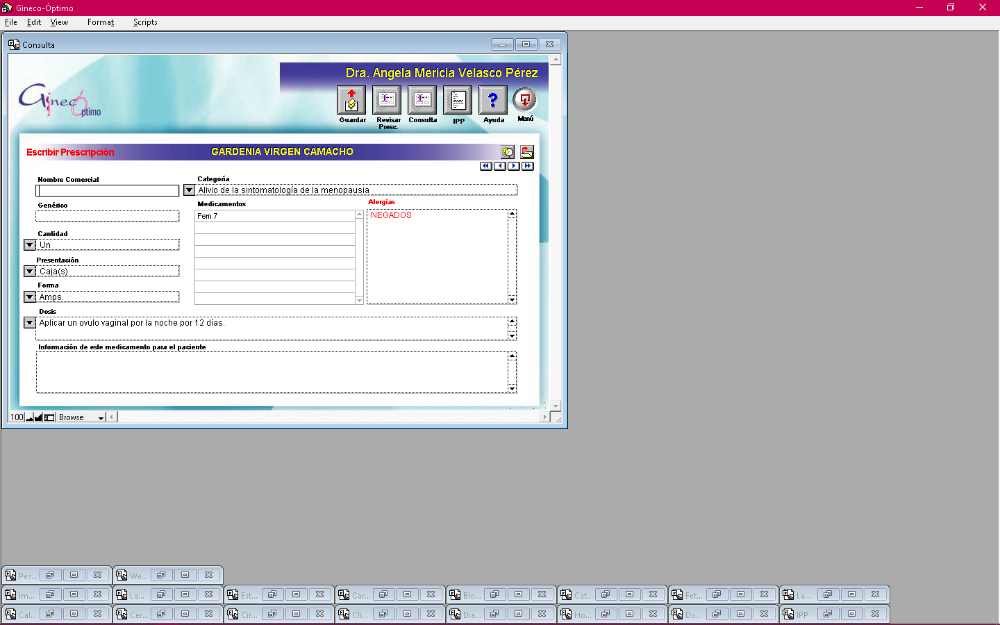 Gineco-Óptimo
File Edit View Format Scripts
Consulta
Dra. Angela Mericia Velasco Pérez
Gineco Óptimo
Guardar
Revisar Presc.
Consulta
IPP
Ayuda
Menú
Escribir Prescripción
GARDENIA VIRGEN CAMACHO
Nombre Comercial
Categoría
Alivio de la sintomatología de la menopausia
Genérico
Medicamentos
Fem 7
Alergias
NEGADOS
Cantidad
Un
Presentación
Caja(s)
Forma
Amps.
Dosis
Aplicar un ovulo vaginal por la noche por 12 días.
Información de este medicamento para el paciente
100 Browse
Pes... We...
Im... La... Est... Car... Blo... Cat... Fet... La...
Cal... Cer... Cir... Cli... Dia... Ho... Do... IPP